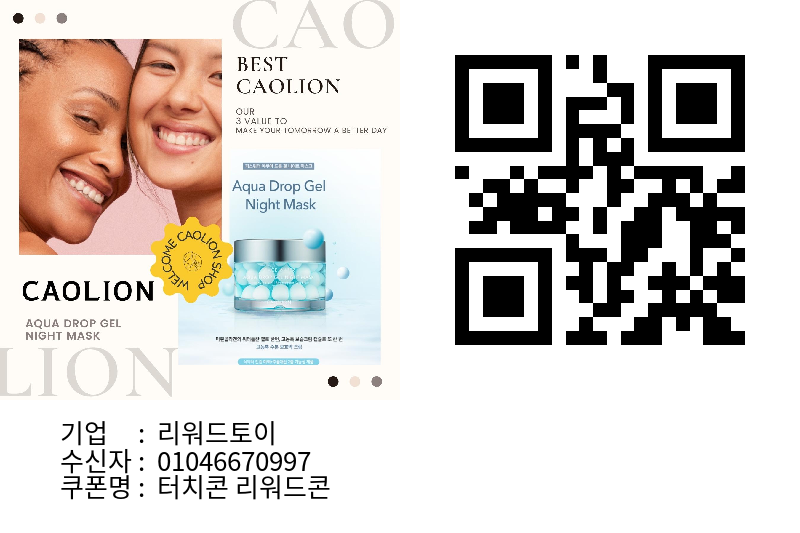 CAO
BEST
CAOLION
OUR
3 VALUE TO
MAKE YOUR TOMORROW A BETTER DAY
Aqua Drop Gel
Night Mask
WELCOME CAOLION SHOP
CAOLION
AQUA DROP GEL
NIGHT MASK
LION
기업 : 리워드토이
수신자 : 01046670997
쿠폰명 : 터치콘 리워드콘